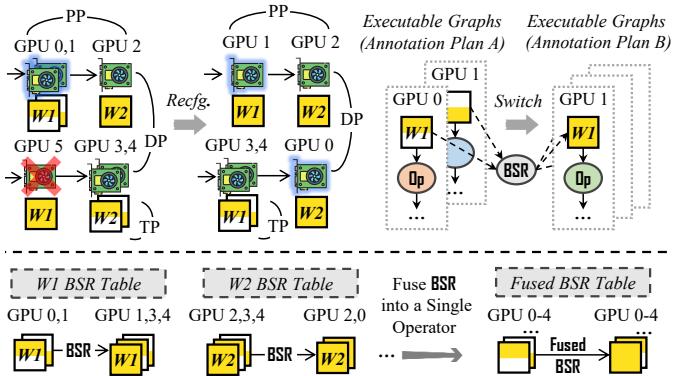 PP
GPU 0,1
GPU 2
W1
W2
DP
GPU 5
GPU 3,4
W1
W2
TP
Recfg.
PP
GPU 1
GPU 2
W1
W2
DP
GPU 3,4
GPU 0
W1
W2
TP
Executable Graphs
(Annotation Plan A)
GPU 1
GPU 0
W1
Op
...
...
Switch
BSR
Executable Graphs
(Annotation Plan B)
GPU 1
W1
Op
...
W1 BSR Table
GPU 0,1
GPU 1,3,4
W1
BSR
W1
W2 BSR Table
GPU 2,3,4
GPU 2,0
W2
BSR
W2
...
Fuse BSR
into a Single
Operator
Fused BSR Table
GPU 0-4
GPU 0-4
...
...
Fused
BSR